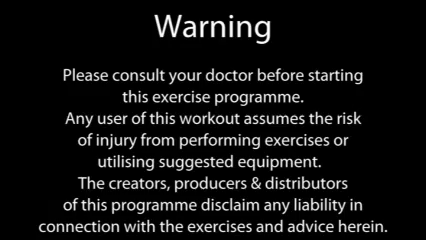 Warning
Please consult your doctor before starting
this exercise programme.
Any user of this workout assumes the risk
of injury from performing exercises or
utilising suggested equipment.
The creators, producers & distributors
of this programme disclaim any liability in
connection with the exercises and advice herein.